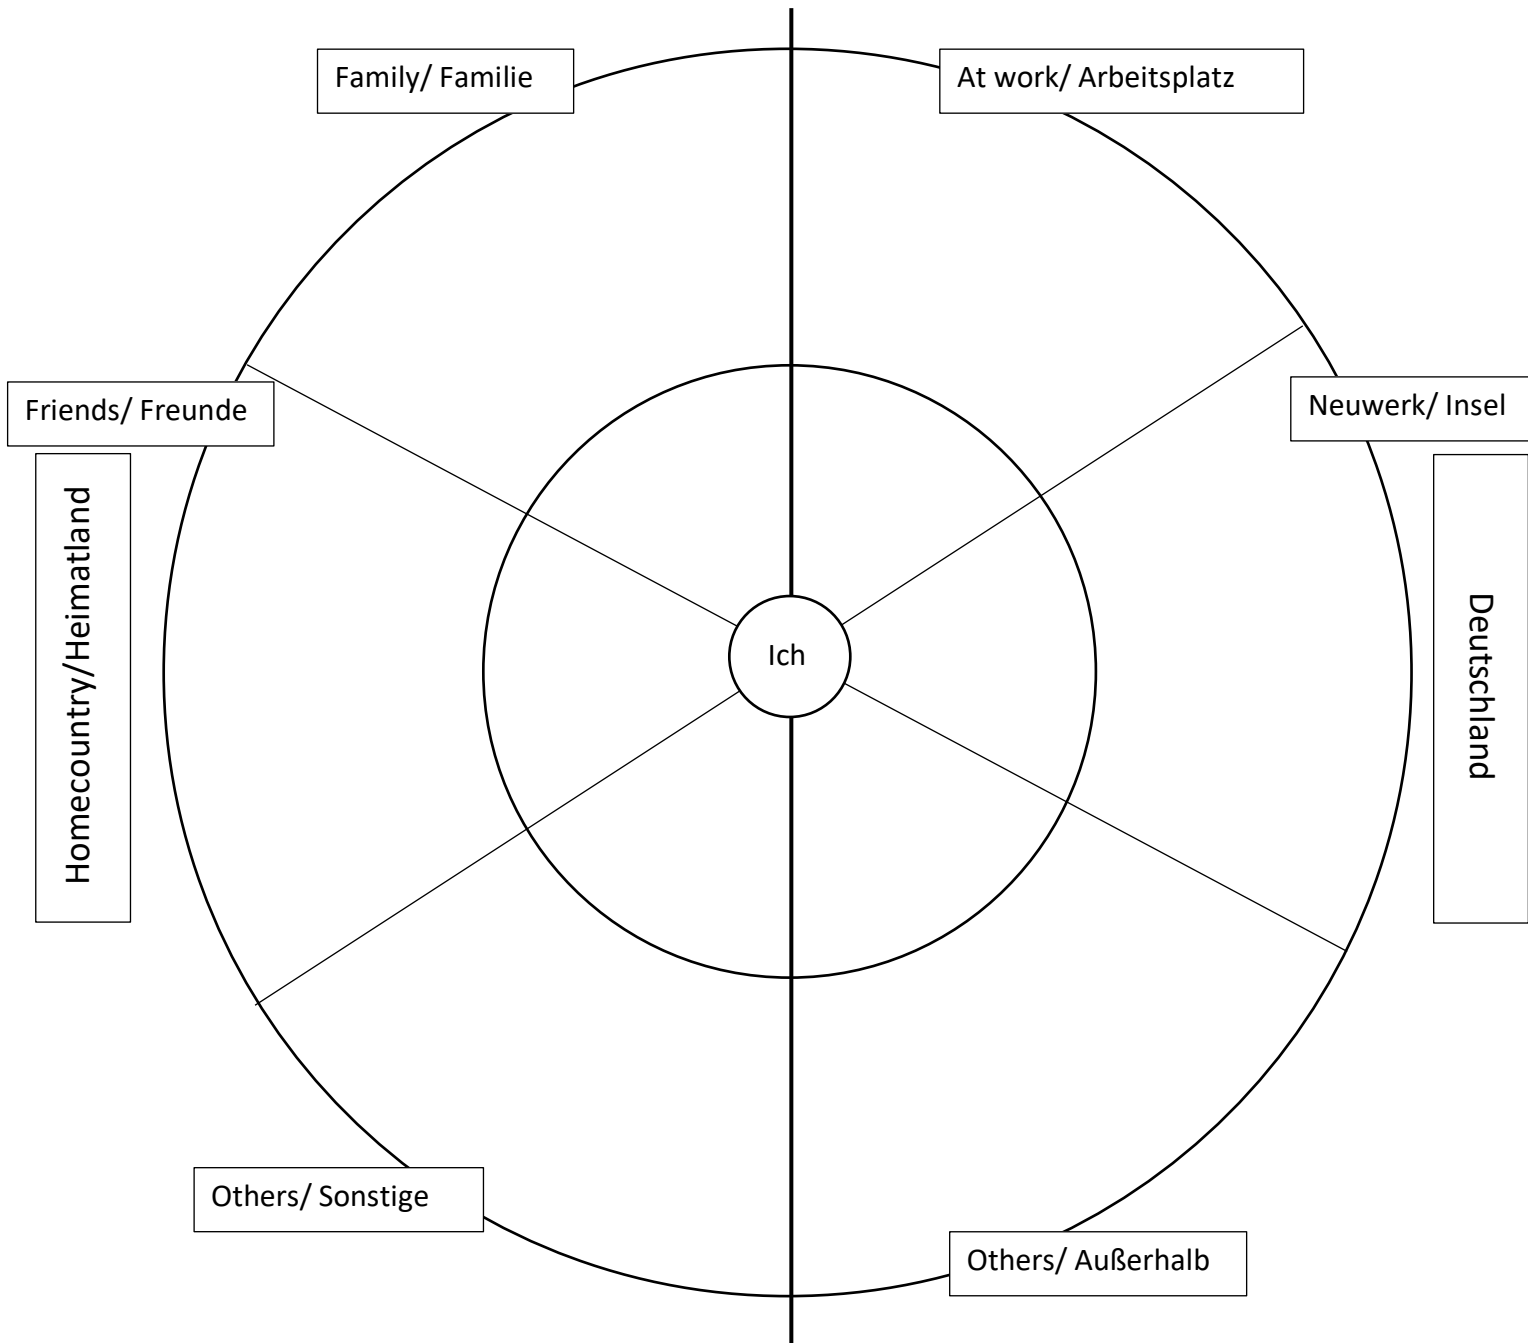 Family/ Familie
At work/ Arbeitsplatz
Friends/ Freunde
Neuwerk/ Insel
Homecountry/Heimatland
Ich
Deutschland
Others/ Sonstige
Others/ Außerhalb